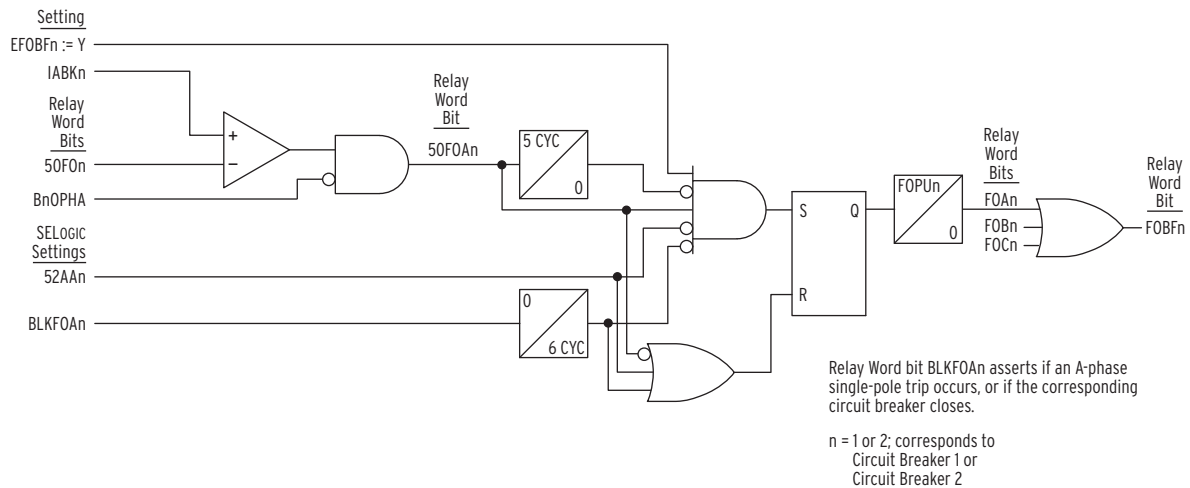 Setting
EFOBFn := Y
IABKn
Relay
Word
Bits
50FOn
BnOPHA
SELOGIC
Settings
52AAn
BLKFOAn
+
−
Relay
Word
Bit
50FOAn
5 CYC
0
0
6 CYC
S
Q
R
FOPUn
0
Relay
Word
Bits
FOAn
FOBn
FOCn
Relay
Word
Bit
FOBFn
Relay Word bit BLKFOAn asserts if an A-phase
single-pole trip occurs, or if the corresponding
circuit breaker closes.
n = 1 or 2; corresponds to
Circuit Breaker 1 or
Circuit Breaker 2